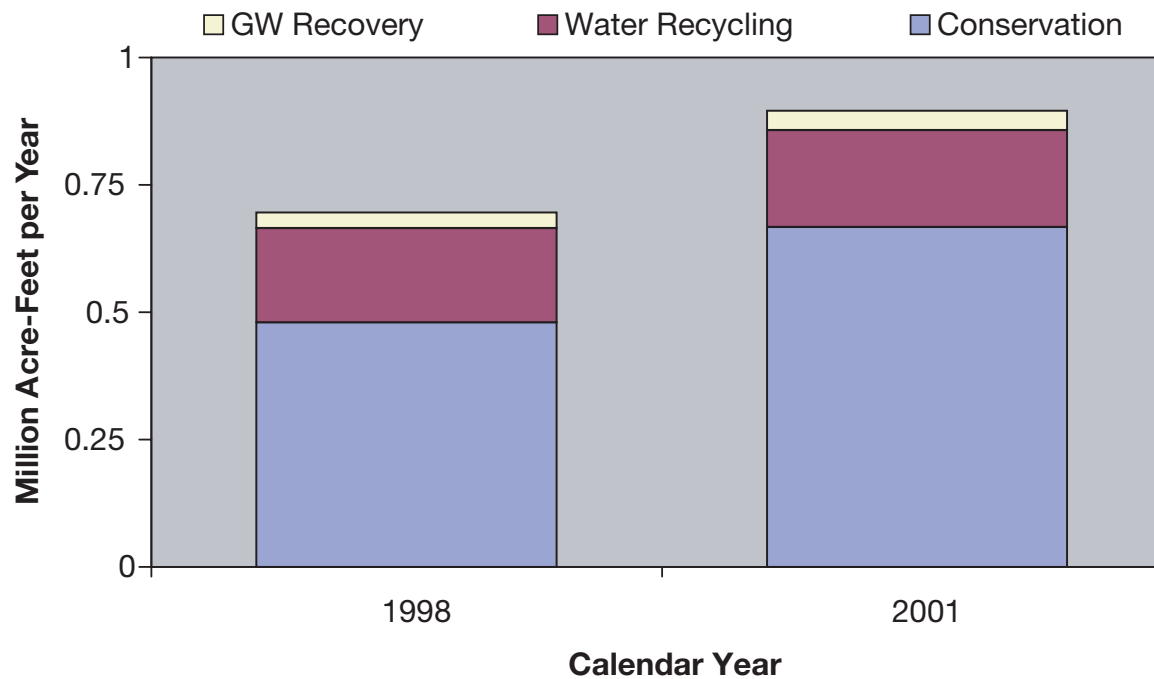 GW Recovery Water Recycling Conservation
Million Acre-Feet per Year
1
0.75
0.5
0.25
0
1998 2001
Calendar Year